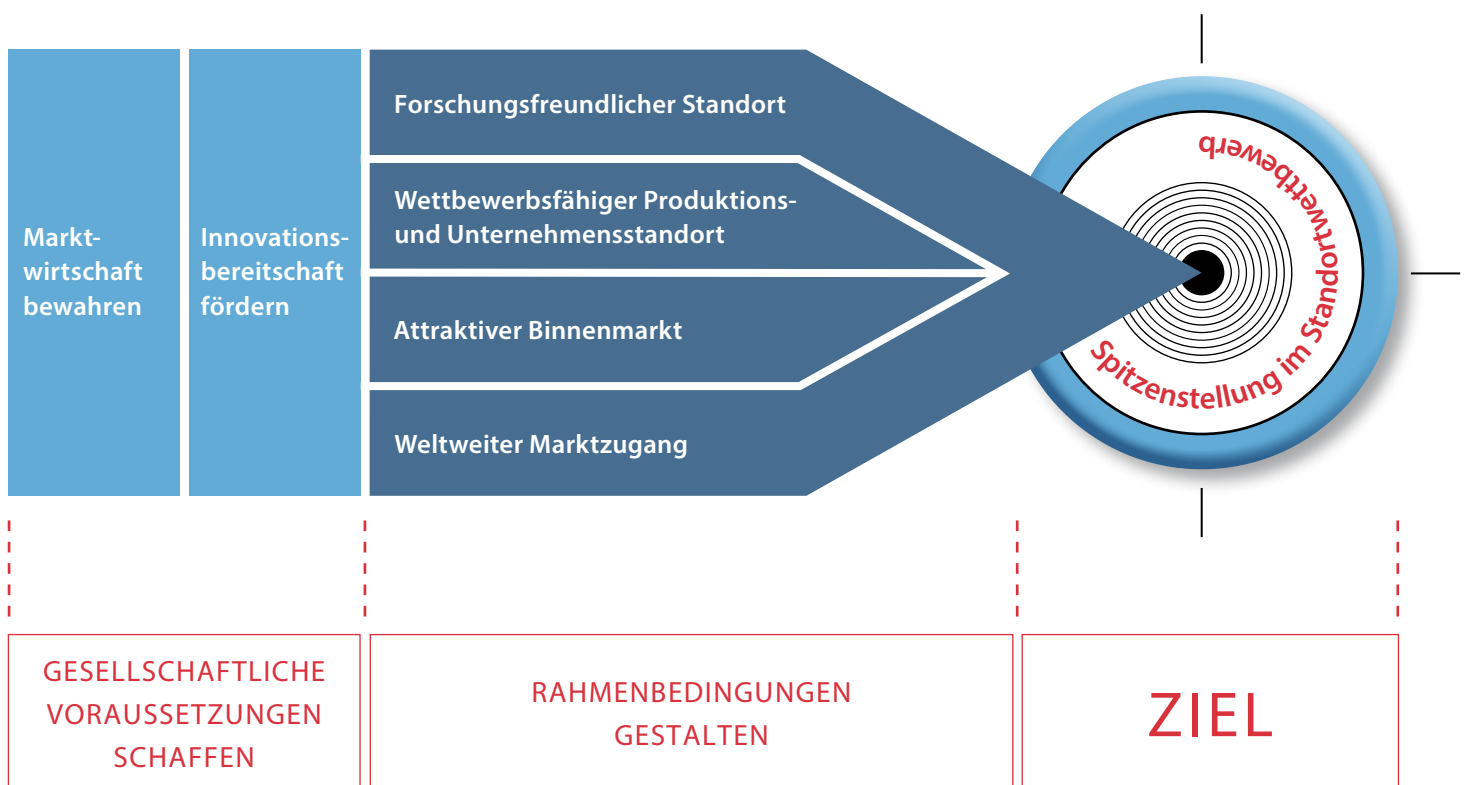 Forschungsfreundlicher Standort
Wettbewerbsfähiger Produktions-
und Unternehmensstandort
Markt-
wirtschaft
bewahren
Innovations-
bereitschaft
fördern
Attraktiver Binnenmarkt
Weltweiter Marktzugang
Spitzenstellung im Standortwettbewerb
GESELLSCHAFTLICHE
VORAUSSETZUNGEN
SCHAFFEN
RAHMENBEDINGUNGEN
GESTALTEN
ZIEL